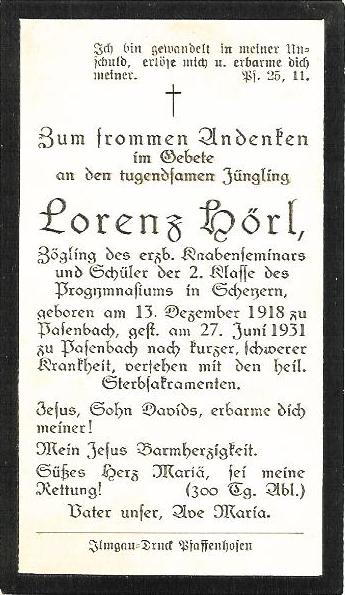 Ich bin gewandelt in meiner Un-
schuld, erlöse mich u. erbarme dich
meiner. Ps. 25, 11.
Zum frommen Andenken
im Gebete
an den tugendsamen Jüngling
Lorenz Hörl,
Zögling des erzb. Knabenseminars
und Schüler der 2. Klasse des
Progymnasiums in Scheyern,
geboren am 13. Dezember 1918 zu
Pasenbach, gest. am 27. Juni 1931
zu Pasenbach nach kurzer, schwerer
Krankheit, versehen mit den heil.
Sterbsakramenten.
Jesus, Sohn Davids, erbarme dich
meiner!
Mein Jesus Barmherzigkeit.
Süßes Herz Mariä, sei meine
Rettung! (300 Tg. Abl.)
Vater unser, Ave Maria.
Ilmgau-Druck Pfaffenhofen